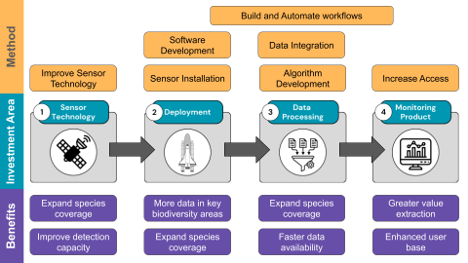 Build and Automate workflows
Method
Software
Development
Data Integration
Improve Sensor
Technology
Sensor Installation
Algorithm
Development
Increase Access
Investment Area
1
Sensor
Technology
2
Deployment
3
Data
Processing
4
Monitoring
Product
Benefits
Expand species
coverage
More data in key
biodiversity areas
Expand species
coverage
Greater value
extraction
Improve detection
capacity
Expand species
coverage
Faster data
availability
Enhanced user
base